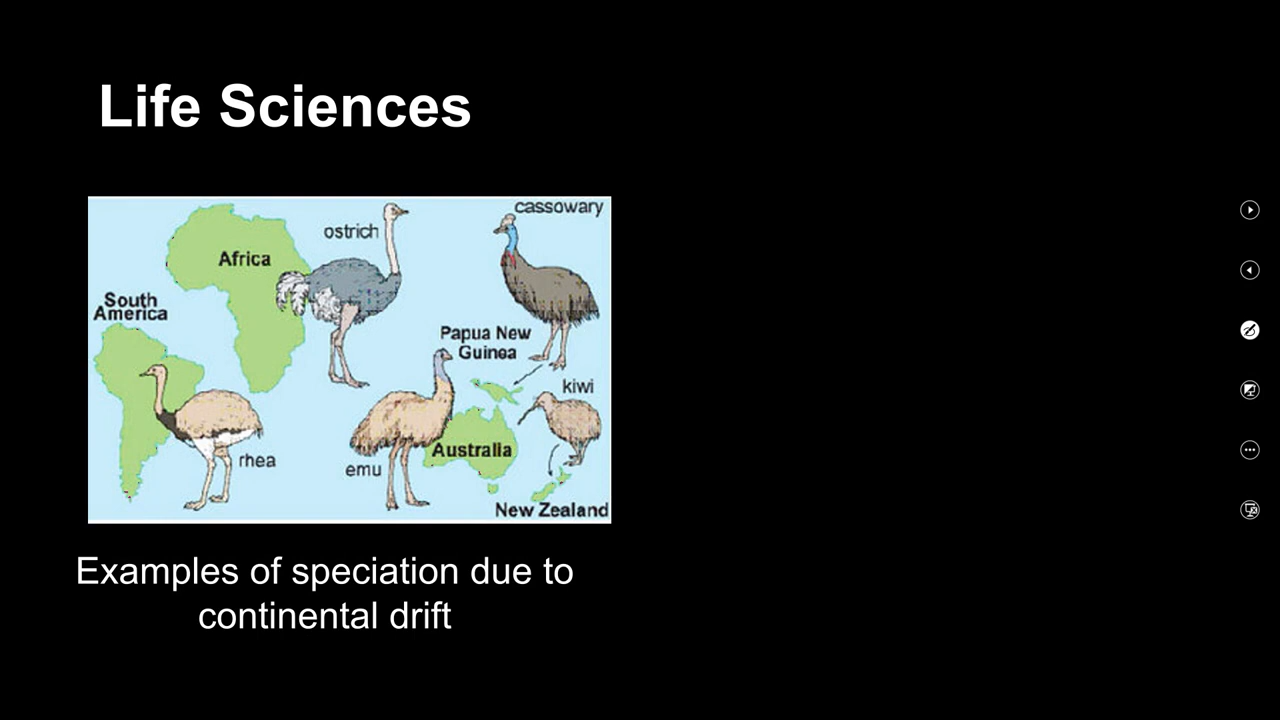 Life Sciences
cassowary
ostrich
Africa
South
America
Papua New
Guinea
kiwi
rhea
emu
Australia
New Zealand
Examples of speciation due to
continental drift